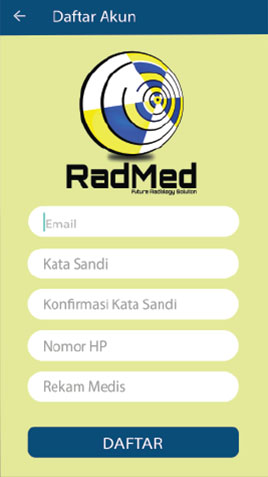 Daftar Akun
RadMed
Future Radiology Solution
Email
Kata Sandi
Konfirmasi Kata Sandi
Nomor HP
Rekam Medis
DAFTAR